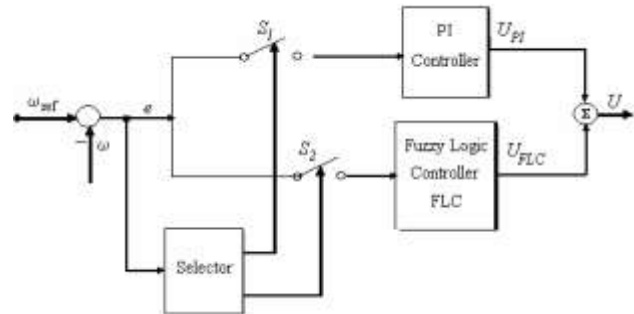 S1
PI
Controller
UPI
ωref
e
− ω
Σ
U
S2
Fuzzy Logic
Controller
FLC
UFLC
Selector